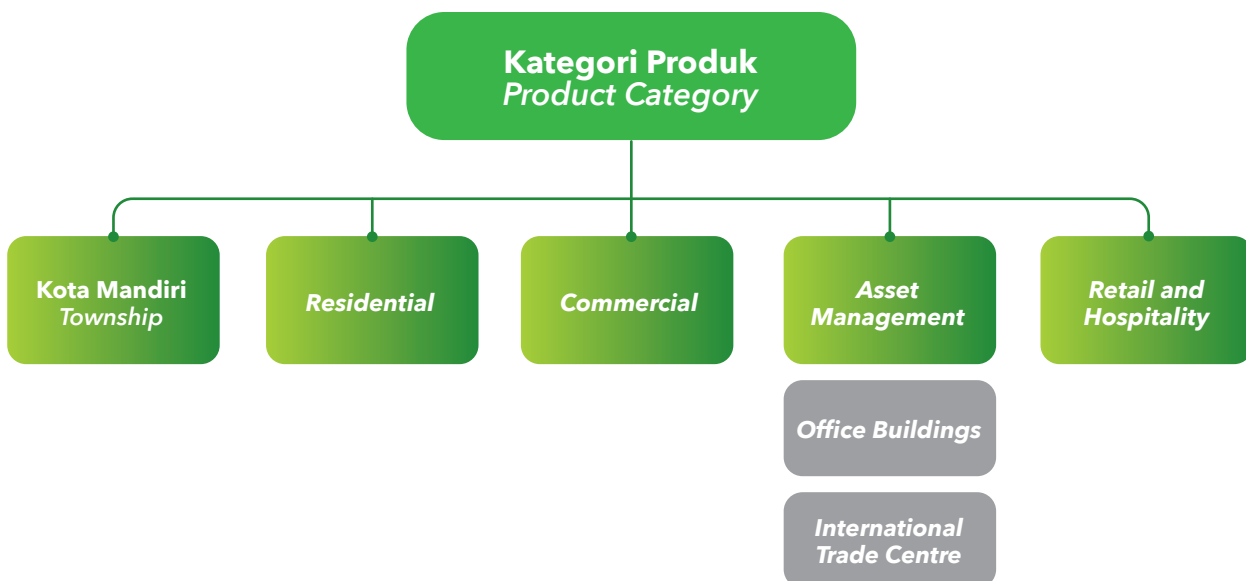 Kategori Produk
Product Category
Kota Mandiri
Township
Residential
Commercial
Asset
Management
Retail and
Hospitality
Office Buildings
International
Trade Centre